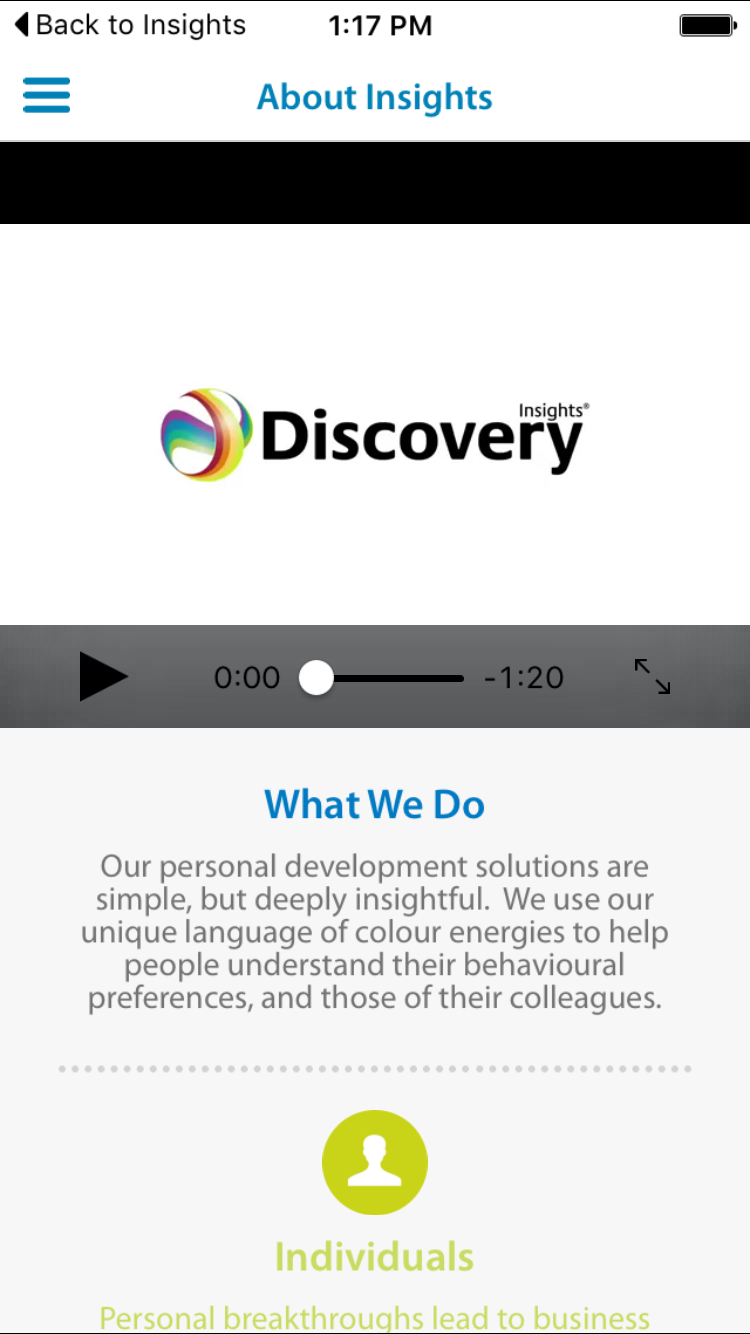 Back to Insights 1:17 PM
About Insights
Insights®
Discovery
0:00 -1:20
What We Do
Our personal development solutions are
simple, but deeply insightful.  We use our
unique language of colour energies to help
people understand their behavioural
preferences, and those of their colleagues.
Individuals
Personal breakthroughs lead to business